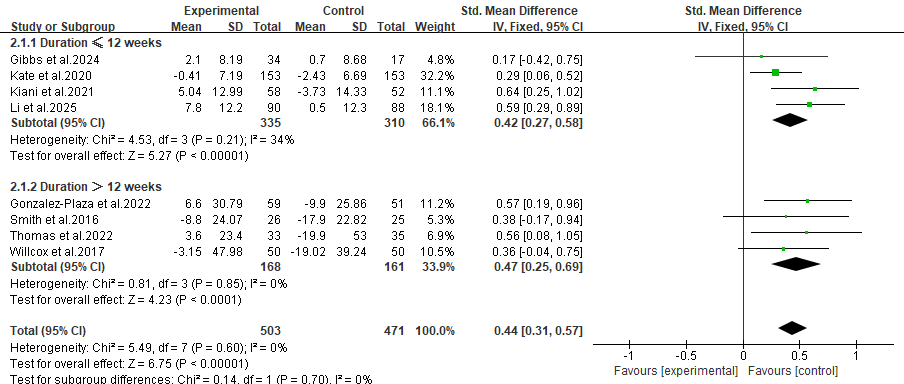 Experimental Control Std. Mean Difference Std. Mean Difference
Study or Subgroup Mean SD Total Mean SD Total Weight IV, Fixed, 95% CI IV, Fixed, 95% CI
2.1.1 Duration ≤ 12 weeks
Gibbs et al.2024 2.1 8.19 34 0.7 8.68 17 4.8% 0.17 [-0.42, 0.75]
Kate et al.2020 -0.41 7.19 153 -2.43 6.69 153 32.2% 0.29 [0.06, 0.52]
Kiani et al.2021 5.04 12.99 58 -3.73 14.33 52 11.1% 0.64 [0.25, 1.02]
Li et al.2025 7.8 12.2 90 0.5 12.3 88 18.1% 0.59 [0.29, 0.89]
Subtotal (95% CI) 335 310 66.1% 0.42 [0.27, 0.58]
Heterogeneity: Chi² = 4.53, df = 3 (P = 0.21); I² = 34%
Test for overall effect: Z = 5.27 (P < 0.00001)
2.1.2 Duration > 12 weeks
Gonzalez-Plaza et al.2022 6.6 30.79 59 -9.9 25.86 51 11.2% 0.57 [0.19, 0.96]
Smith et al.2016 -8.8 24.07 26 -17.9 22.82 25 5.3% 0.38 [-0.17, 0.94]
Thomas et al.2022 3.6 23.4 33 -19.9 53 35 6.9% 0.56 [0.08, 1.05]
Willcox et al.2017 -3.15 47.98 50 -19.02 39.24 50 10.5% 0.36 [-0.04, 0.75]
Subtotal (95% CI) 168 161 33.9% 0.47 [0.25, 0.69]
Heterogeneity: Chi² = 0.81, df = 3 (P = 0.85); I² = 0%
Test for overall effect: Z = 4.23 (P < 0.0001)
Total (95% CI) 503 471 100.0% 0.44 [0.31, 0.57]
Heterogeneity: Chi² = 5.49, df = 7 (P = 0.60); I² = 0%
Test for overall effect: Z = 6.75 (P < 0.00001)
Test for subgroup differences: Chi² = 0.14, df = 1 (P = 0.70), I² = 0%
-1 -0.5 0 0.5 1
Favours [experimental] Favours [control]